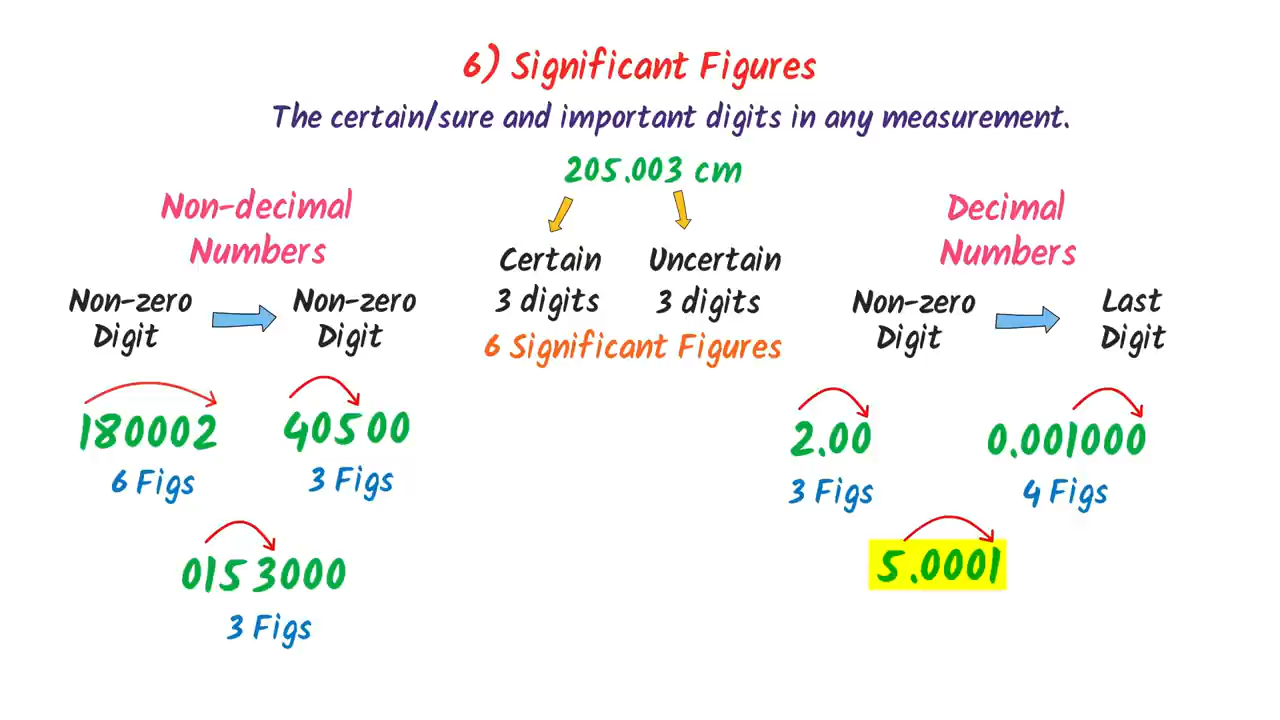 6) Significant Figures
The certain/sure and important digits in any measurement.
205.003 cm
Non-decimal
Numbers
Non-zero
Digit
Non-zero
Digit
180002
6 Figs
40500
3 Figs
0153000
3 Figs
Certain
3 digits
Uncertain
3 digits
6 Significant Figures
Decimal
Numbers
Non-zero
Digit
Last
Digit
2.00
3 Figs
0.001000
4 Figs
5.0001